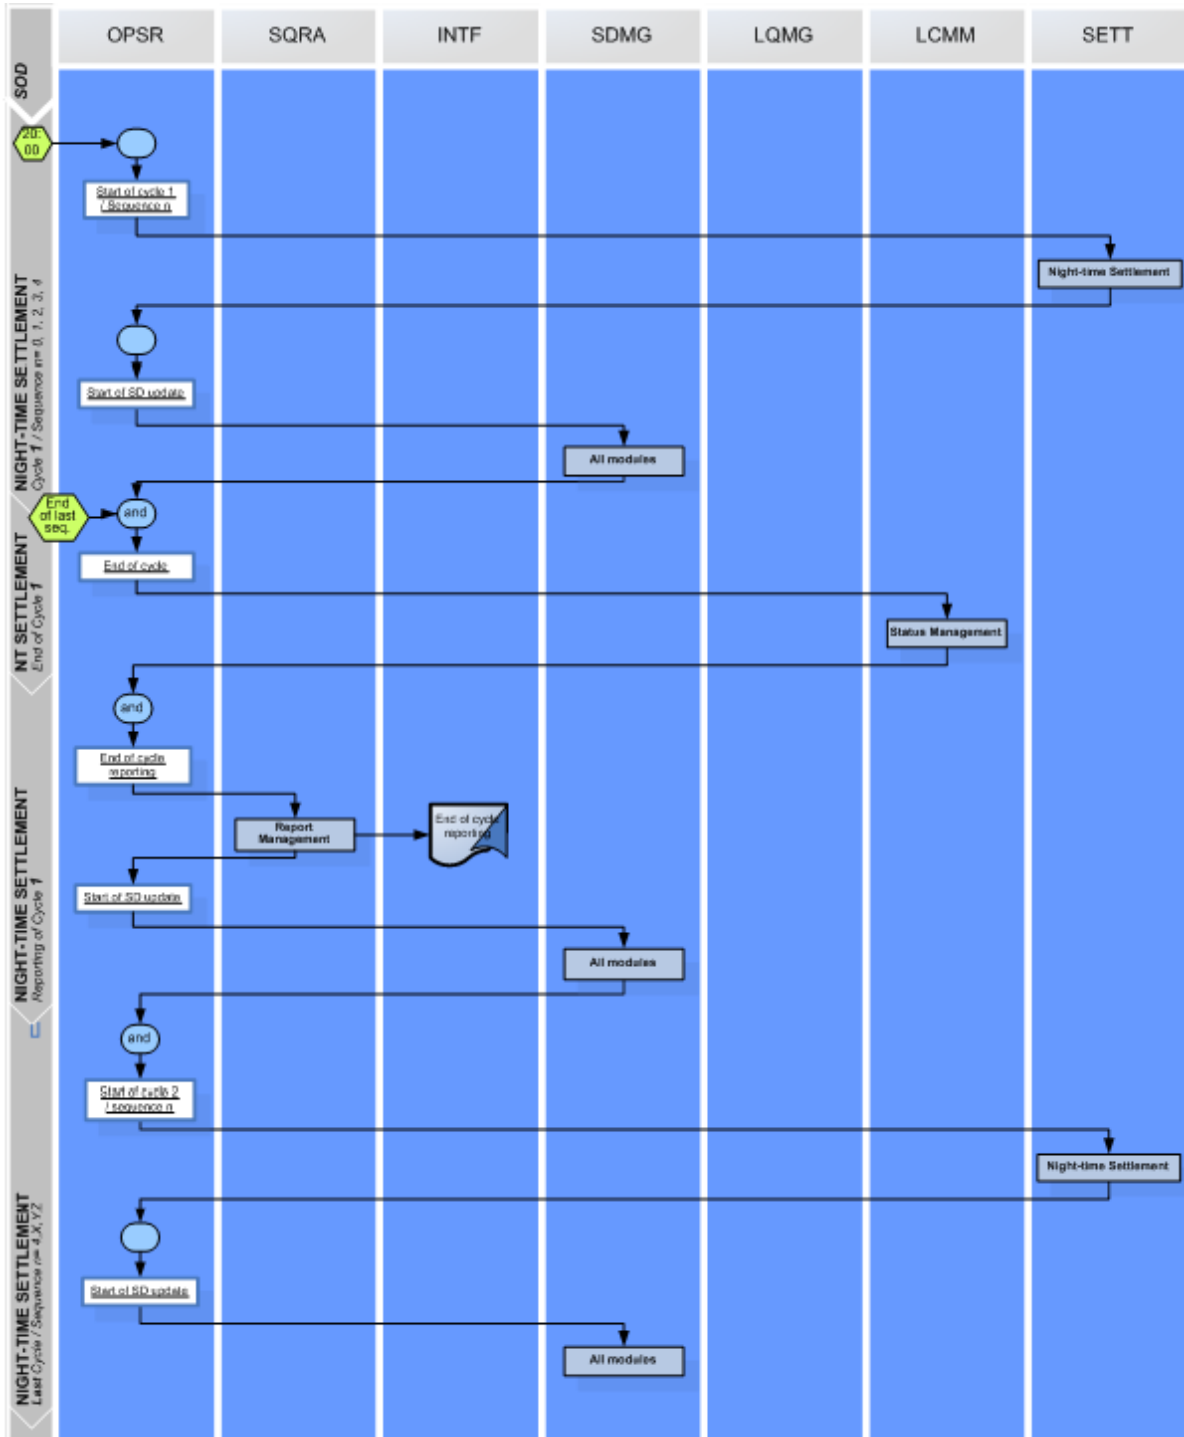 OPSR
SQRA
INTF
SDMG
LQMG
LCMM
SETT
SOD
20:
00
Start of cycle 1
/ Sequence n
Night-time Settlement
NIGHT-TIME SETTLEMENT
Cycle 1 / Sequence n= 0, 1, 2, 3, 4
Start of SD update
All modules
End
of last
seq.
and
End of cycle
NT SETTLEMENT
End of Cycle 1
Status Management
and
End of cycle
reporting
Report
Management
End of cycle
reporting
NIGHT-TIME SETTLEMENT
Reporting of Cycle 1
Start of SD update
All modules
and
Start of cycle 2
/ sequence n
Night-time Settlement
NIGHT-TIME SETTLEMENT
Last Cycle / Sequence n= 4,X,Y,Z
Start of SD update
All modules